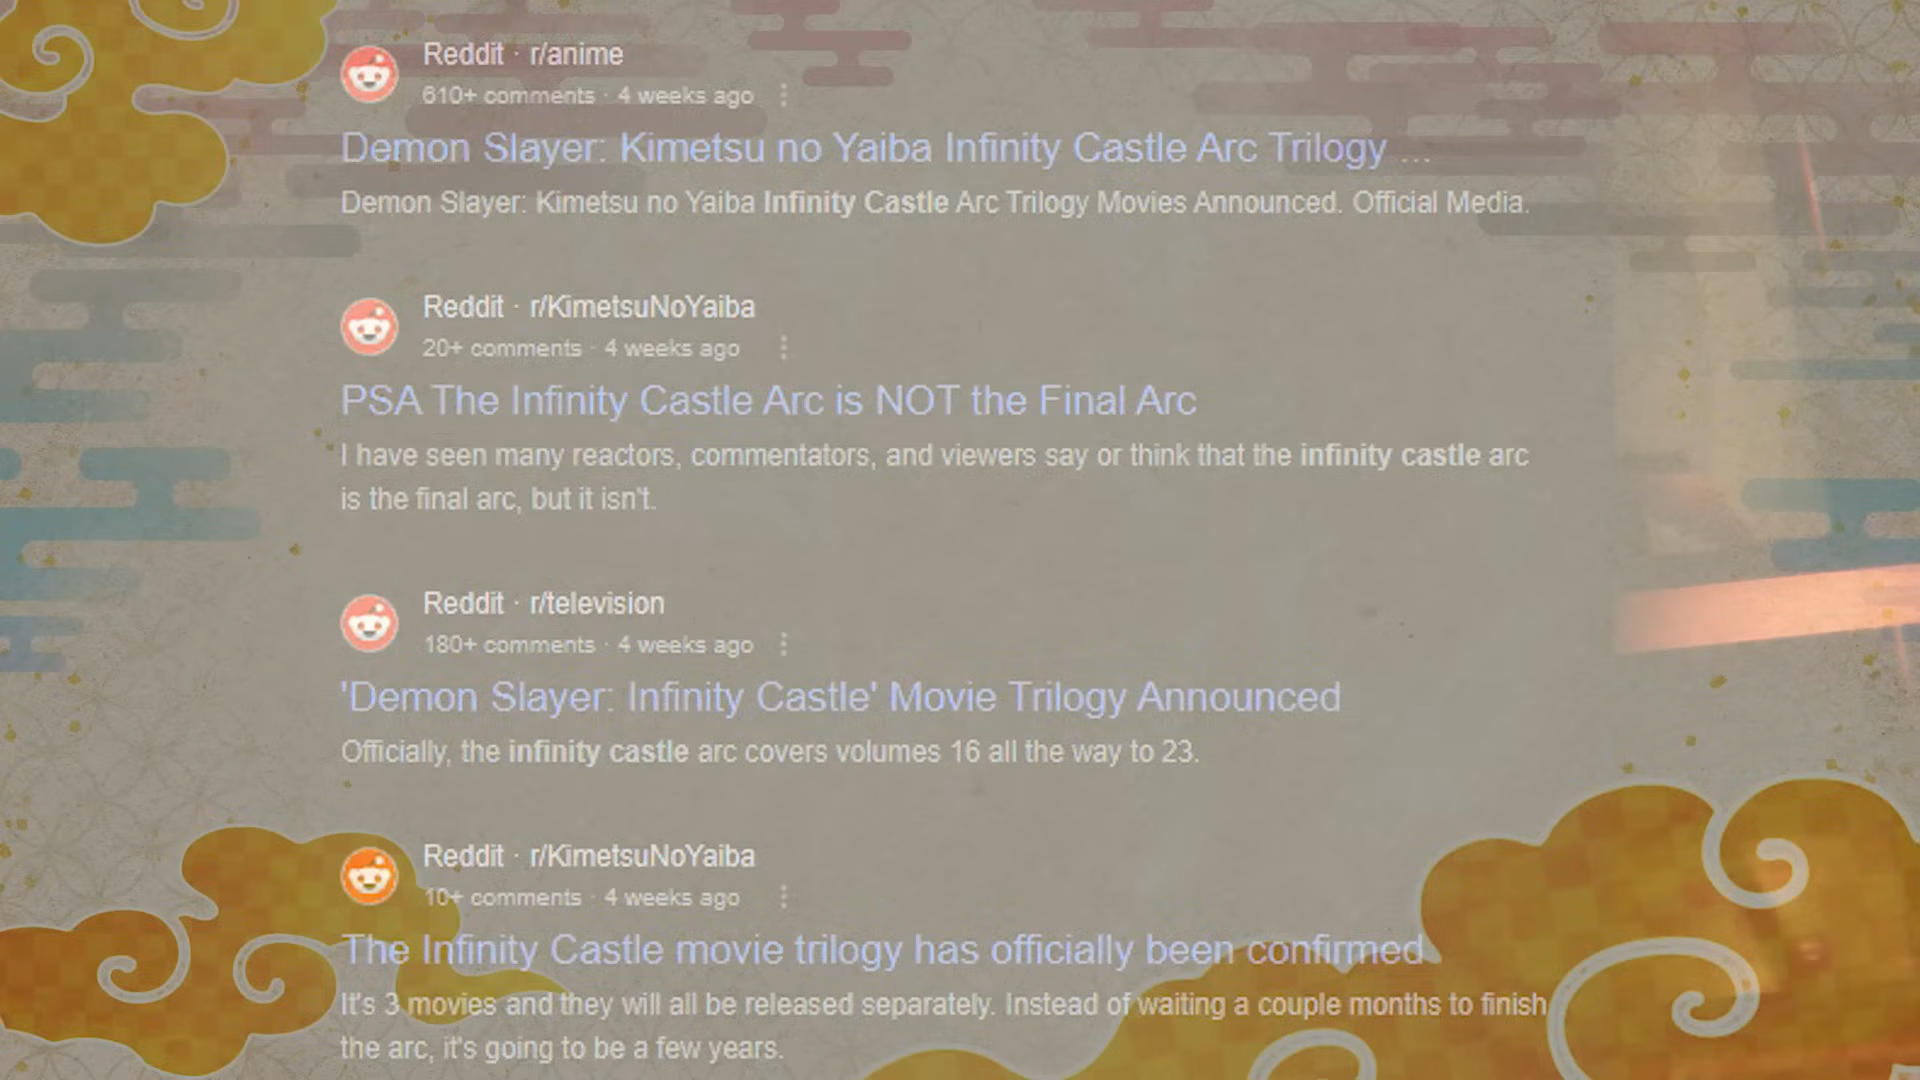 Reddit · r/anime
610+ comments · 4 weeks ago
Demon Slayer: Kimetsu no Yaiba Infinity Castle Arc Trilogy ...
Demon Slayer: Kimetsu no Yaiba Infinity Castle Arc Trilogy Movies Announced. Official Media.
Reddit · r/KimetsuNoYaiba
20+ comments · 4 weeks ago
PSA The Infinity Castle Arc is NOT the Final Arc
I have seen many reactors, commentators, and viewers say or think that the infinity castle arc
is the final arc, but it isn't.
Reddit · r/television
180+ comments · 4 weeks ago
'Demon Slayer: Infinity Castle' Movie Trilogy Announced
Officially, the infinity castle arc covers volumes 16 all the way to 23.
Reddit · r/KimetsuNoYaiba
10+ comments · 4 weeks ago
The Infinity Castle movie trilogy has officially been confirmed
It's 3 movies and they will all be released separately. Instead of waiting a couple months to finish
the arc, it's going to be a few years.